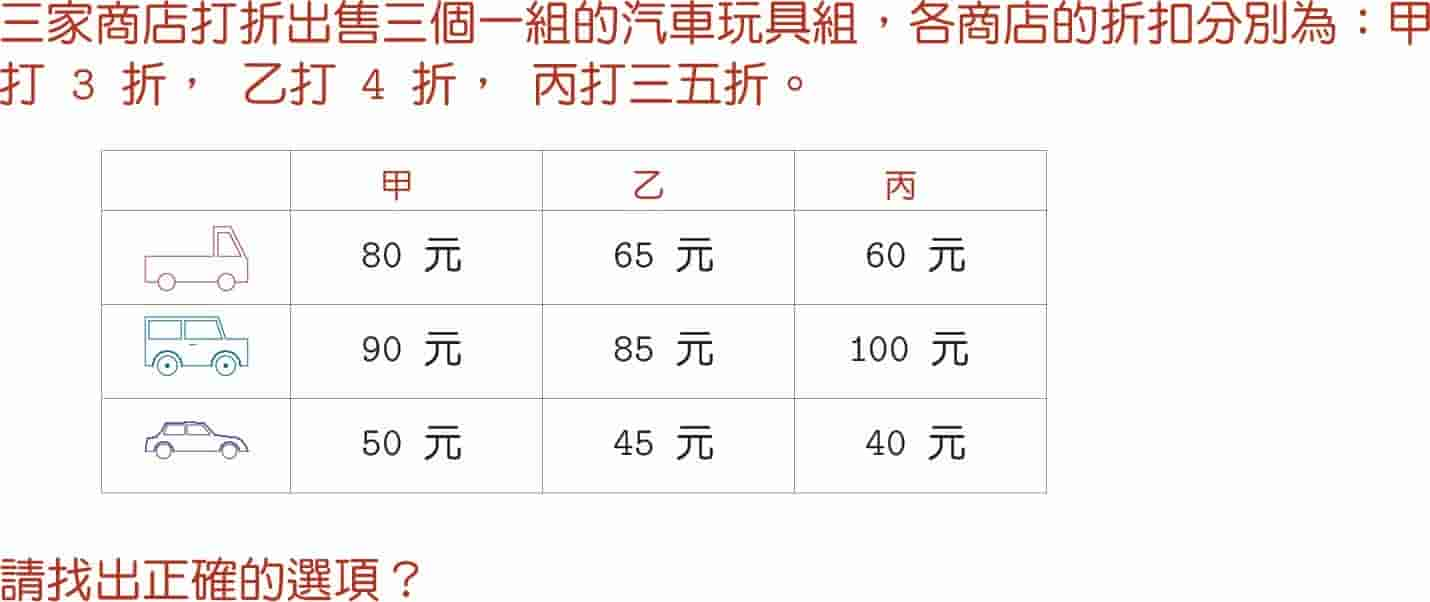 三家商店打折出售三個一組的汽車玩具組，各商店的折扣分別為：甲
打 3 折， 乙打 4 折， 丙打三五折。
甲 乙 丙
80 元 65 元 60 元
90 元 85 元 100 元
50 元 45 元 40 元
請找出正確的選項？